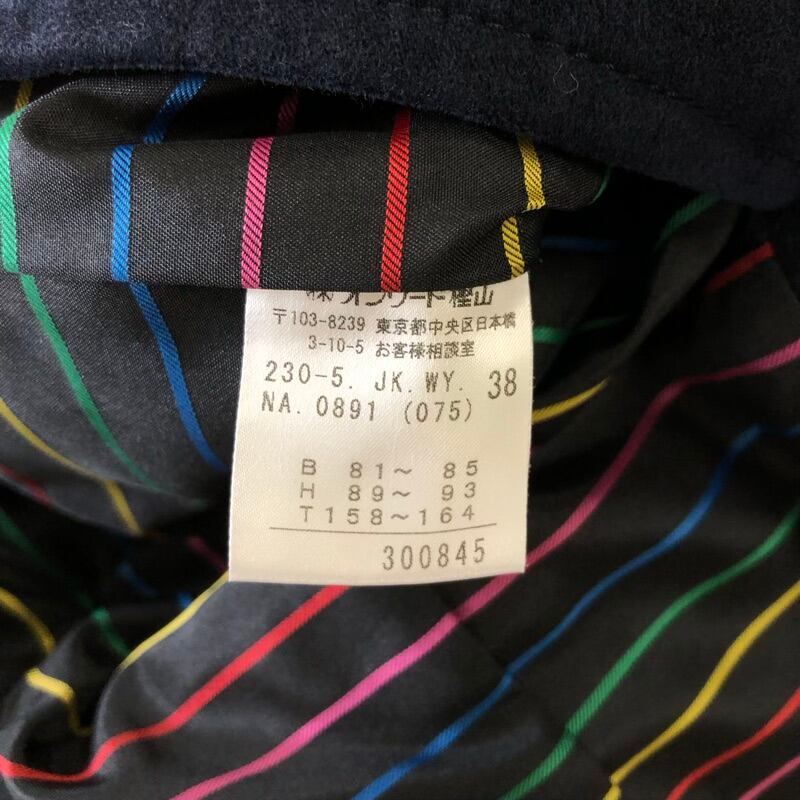 ㈱オンワード樫山
〒103-8239 東京都中央区日本橋
3-10-5 お客様相談室
230-5. JK. WY. 38
NA. 0891 (075)
B 81～ 85
H 89～ 93
T 158～164
300845